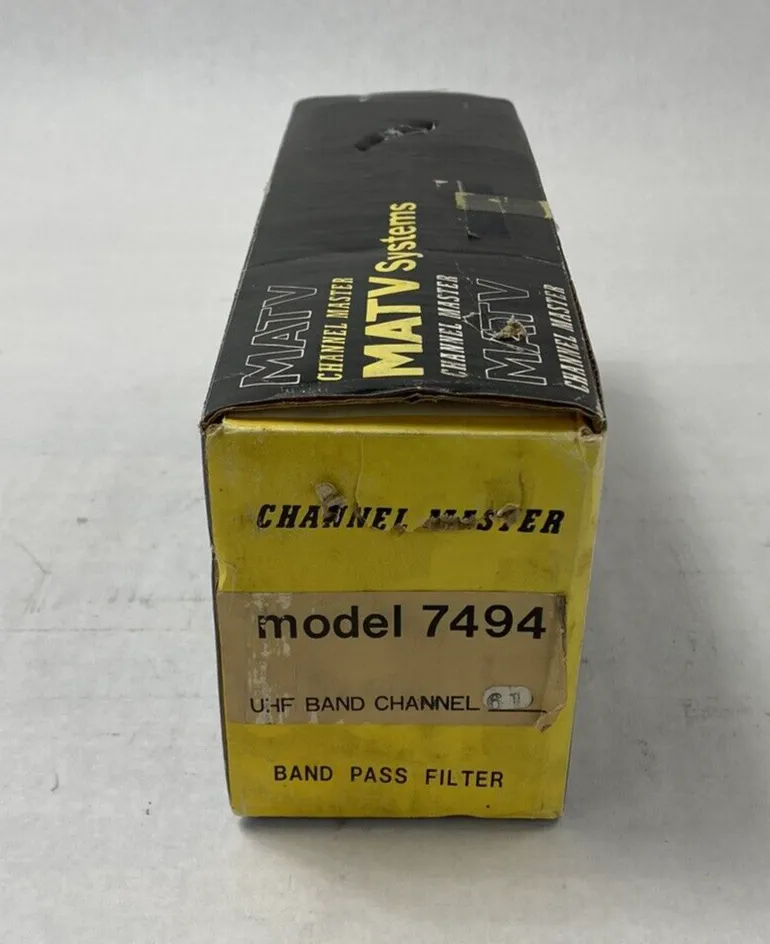 MATV
CHANNEL MASTER
MATV Systems
CHANNEL MASTER
MATV
CHANNEL MASTER
CHANNEL MASTER
model 7494
UHF BAND CHANNEL 61
BAND PASS FILTER